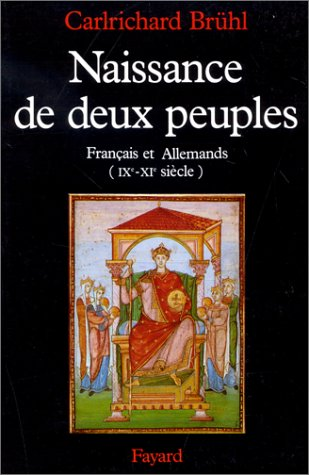 Carlrichard Brühl
Naissance
de deux peuples
Français et Allemands
( IXe-XIe siècle )
Fayard